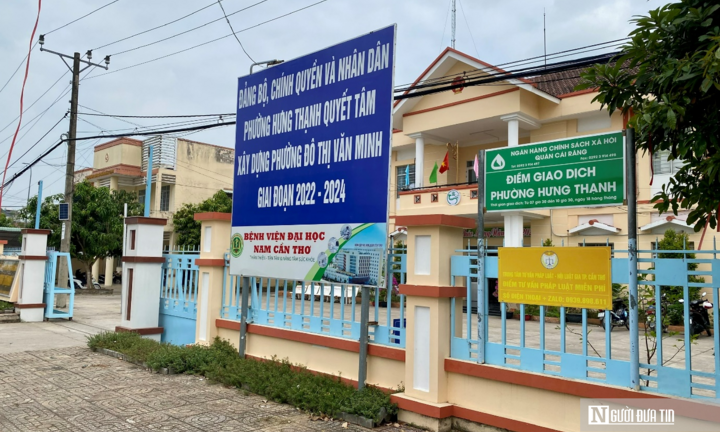 ĐẢNG BỘ, CHÍNH QUYỀN VÀ NHÂN DÂN
PHƯỜNG HƯNG THẠNH QUYẾT TÂM
XÂY DỰNG PHƯỜNG ĐÔ THỊ VĂN MINH
GIAI ĐOẠN 2022 - 2024
BỆNH VIỆN ĐẠI HỌC
NAM CẦN THƠ
NGÂN HÀNG CHÍNH SÁCH XÃ HỘI
QUẬN CÁI RĂNG
ĐIỂM GIAO DỊCH
PHƯỜNG HƯNG THẠNH
ĐIỂM TƯ VẤN PHÁP LUẬT MIỄN PHÍ
NGƯỜI ĐƯA TIN